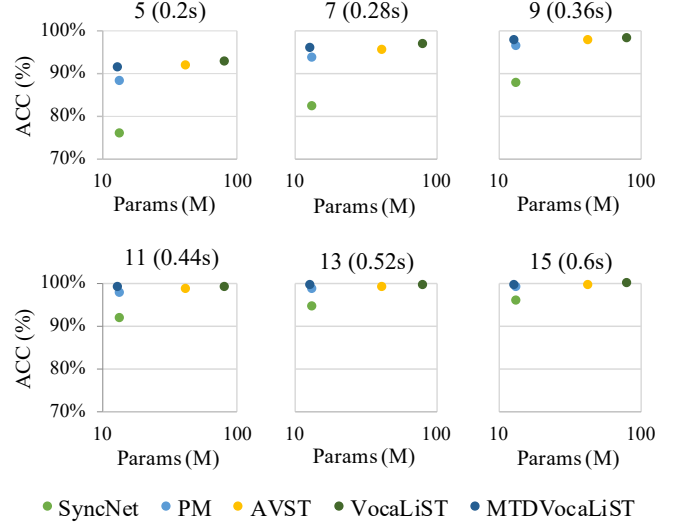 5 (0.2s)
7 (0.28s)
9 (0.36s)
100%
90%
80%
70%
ACC (%)
10
100
10
100
10
100
Params (M)
Params (M)
Params (M)
11 (0.44s)
13 (0.52s)
15 (0.6s)
100%
90%
80%
70%
ACC (%)
10
100
10
100
10
100
Params (M)
Params (M)
Params (M)
SyncNet PM AVST VocaLiST MTDVocaLiST